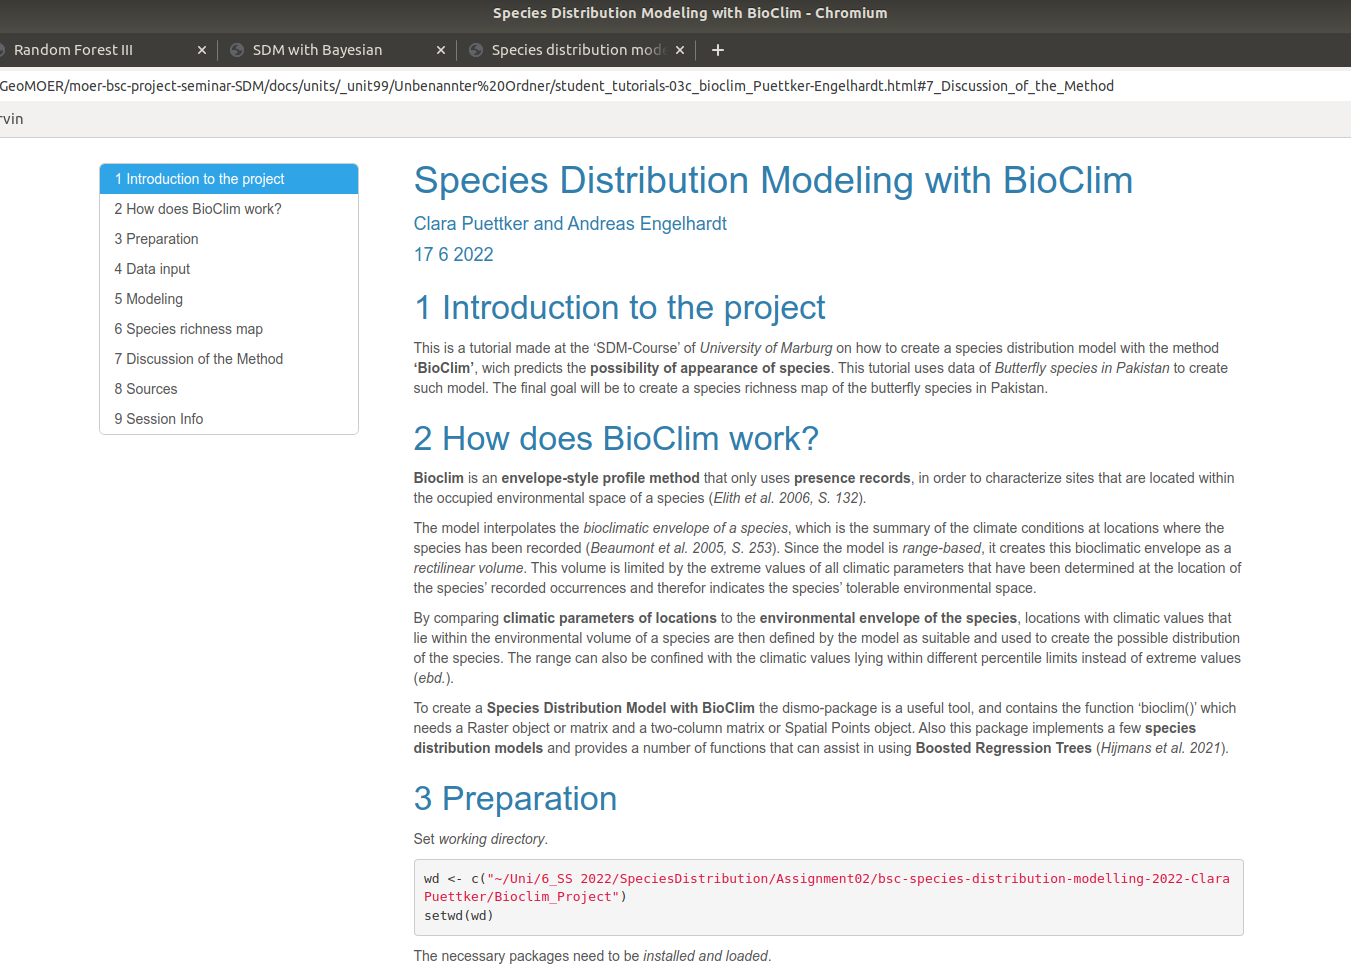 Species Distribution Modeling with BioClim - Chromium
Random Forest III × SDM with Bayesian × Species distribution mod × +
GeoMOER/moer-bsc-project-seminar-SDM/docs/units/_unit99/Unbenannter%20Ordner/student_tutorials-03c_bioclim_Puettker-Engelhardt.html#7_Discussion_of_the_Method
rvin
1 Introduction to the project
2 How does BioClim work?
3 Preparation
4 Data input
5 Modeling
6 Species richness map
7 Discussion of the Method
8 Sources
9 Session Info
Species Distribution Modeling with BioClim
Clara Puettker and Andreas Engelhardt
17 6 2022
1 Introduction to the project
This is a tutorial made at the ‘SDM-Course’ of University of Marburg on how to create a species distribution model with the method
‘BioClim’, wich predicts the possibility of appearance of species. This tutorial uses data of Butterfly species in Pakistan to create
such model. The final goal will be to create a species richness map of the butterfly species in Pakistan.
2 How does BioClim work?
Bioclim is an envelope-style profile method that only uses presence records, in order to characterize sites that are located within
the occupied environmental space of a species (Elith et al. 2006, S. 132).
The model interpolates the bioclimatic envelope of a species, which is the summary of the climate conditions at locations where the
species has been recorded (Beaumont et al. 2005, S. 253). Since the model is range-based, it creates this bioclimatic envelope as a
rectilinear volume. This volume is limited by the extreme values of all climatic parameters that have been determined at the location of
the species’ recorded occurrences and therefor indicates the species’ tolerable environmental space.
By comparing climatic parameters of locations to the environmental envelope of the species, locations with climatic values that
lie within the environmental volume of a species are then defined by the model as suitable and used to create the possible distribution
of the species. The range can also be confined with the climatic values lying within different percentile limits instead of extreme values
(ebd.).
To create a Species Distribution Model with BioClim the dismo-package is a useful tool, and contains the function ‘bioclim()’ which
needs a Raster object or matrix and a two-column matrix or Spatial Points object. Also this package implements a few species
distribution models and provides a number of functions that can assist in using Boosted Regression Trees (Hijmans et al. 2021).
3 Preparation
Set working directory.
wd <- c("~/Uni/6_SS 2022/SpeciesDistribution/Assignment02/bsc-species-distribution-modelling-2022-Clara
Puettker/Bioclim_Project")
setwd(wd)
The necessary packages need to be installed and loaded.